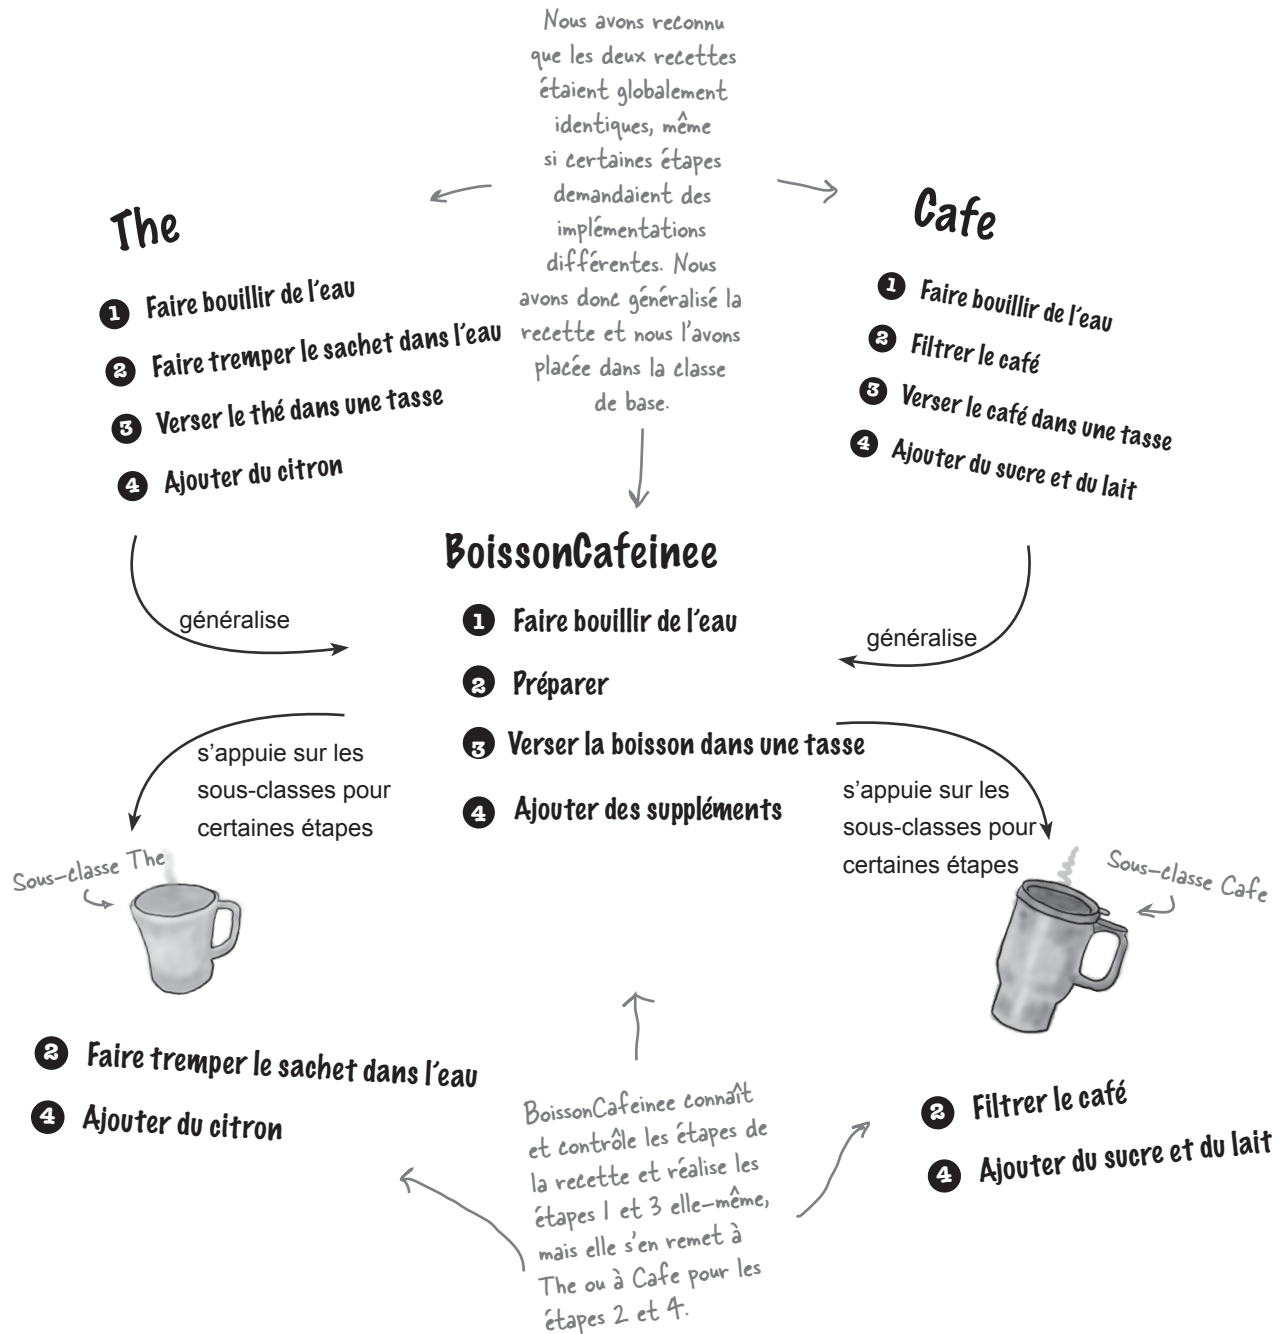 Nous avons reconnu
que les deux recettes
étaient globalement
identiques, même
si certaines étapes
demandaient des
implémentations
différentes. Nous
avons donc généralisé la
recette et nous l'avons
placée dans la classe
de base.
The
1 Faire bouillir de l'eau
2 Faire tremper le sachet dans l'eau
3 Verser le thé dans une tasse
4 Ajouter du citron
Cafe
1 Faire bouillir de l'eau
2 Filtrer le café
3 Verser le café dans une tasse
4 Ajouter du sucre et du lait
généralise
BoissonCafeinee
1 Faire bouillir de l'eau
2 Préparer
3 Verser la boisson dans une tasse
4 Ajouter des suppléments
généralise
s'appuie sur les
sous-classes pour
certaines étapes
s'appuie sur les
sous-classes pour
certaines étapes
Sous-classe The
Sous-classe Cafe
2 Faire tremper le sachet dans l'eau
4 Ajouter du citron
BoissonCafeinee connaît
et contrôle les étapes de
la recette et réalise les
étapes 1 et 3 elle-même,
mais elle s'en remet à
The ou à Cafe pour les
étapes 2 et 4.
2 Filtrer le café
4 Ajouter du sucre et du lait